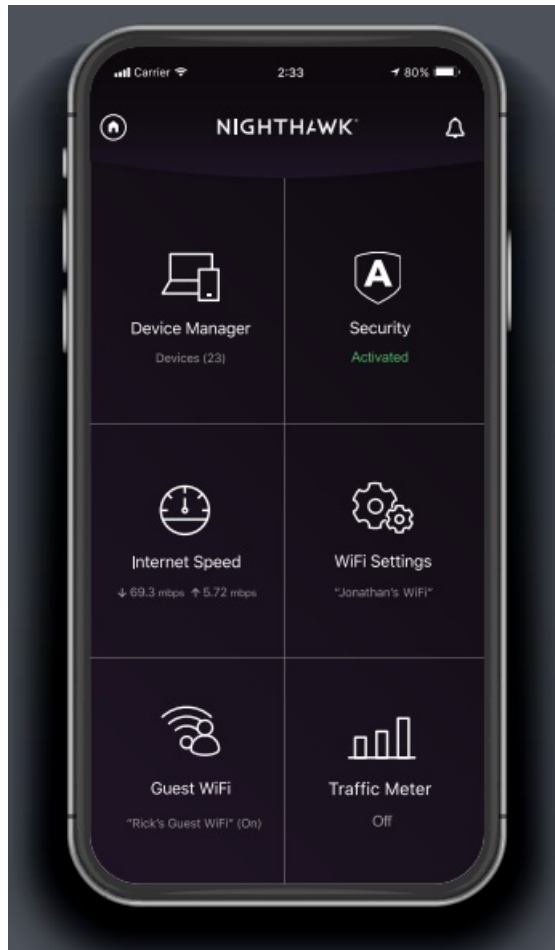 Carrier 2:33 80%
NIGHTHAWK
Device Manager
Devices (23)
A
Security
Activated
Internet Speed
↓ 69.3 mbps ↑ 5.72 mbps
WiFi Settings
"Jonathan's WiFi"
Guest WiFi
"Rick's Guest WiFi" (On)
Traffic Meter
Off